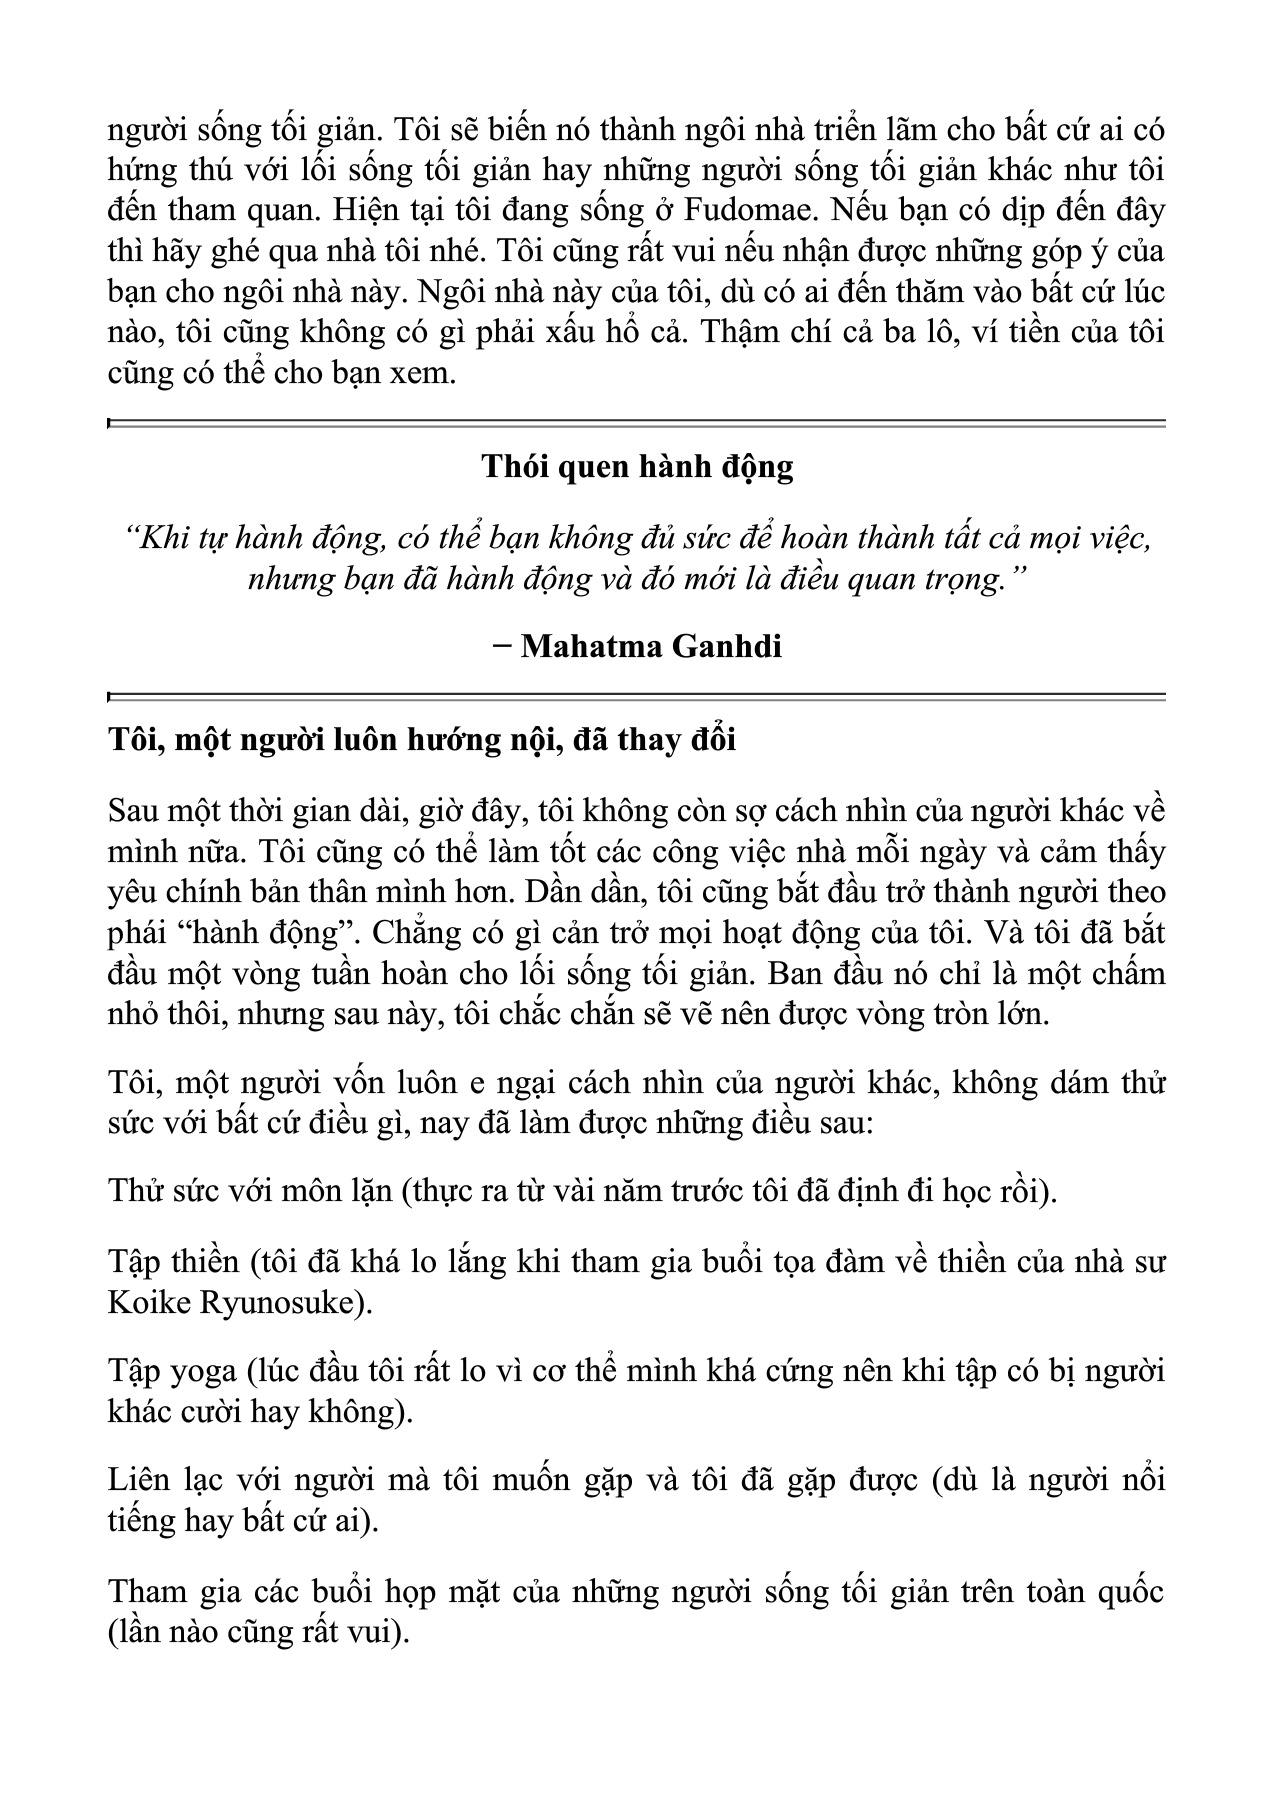 người sống tối giản. Tôi sẽ biến nó thành ngôi nhà triển lãm cho bất cứ ai có
hứng thú với lối sống tối giản hay những người sống tối giản khác như tôi
đến tham quan. Hiện tại tôi đang sống ở Fudomae. Nếu bạn có dịp đến đây
thì hãy ghé qua nhà tôi nhé. Tôi cũng rất vui nếu nhận được những góp ý của
bạn cho ngôi nhà này. Ngôi nhà này của tôi, dù có ai đến thăm vào bất cứ lúc
nào, tôi cũng không có gì phải xấu hổ cả. Thậm chí cả ba lô, ví tiền của tôi
cũng có thể cho bạn xem.
Thói quen hành động
“Khi tự hành động, có thể bạn không đủ sức để hoàn thành tất cả mọi việc,
nhưng bạn đã hành động và đó mới là điều quan trọng.”
– Mahatma Ganhdi
Tôi, một người luôn hướng nội, đã thay đổi
Sau một thời gian dài, giờ đây, tôi không còn sợ cách nhìn của người khác về
mình nữa. Tôi cũng có thể làm tốt các công việc nhà mỗi ngày và cảm thấy
yêu chính bản thân mình hơn. Dần dần, tôi cũng bắt đầu trở thành người theo
phái “hành động”. Chẳng có gì cản trở mọi hoạt động của tôi. Và tôi đã bắt
đầu một vòng tuần hoàn cho lối sống tối giản. Ban đầu nó chỉ là một chấm
nhỏ thôi, nhưng sau này, tôi chắc chắn sẽ vẽ nên được vòng tròn lớn.
Tôi, một người vốn luôn e ngại cách nhìn của người khác, không dám thử
sức với bất cứ điều gì, nay đã làm được những điều sau:
Thử sức với môn lặn (thực ra từ vài năm trước tôi đã định đi học rồi).
Tập thiền (tôi đã khá lo lắng khi tham gia buổi tọa đàm về thiền của nhà sư
Koike Ryunosuke).
Tập yoga (lúc đầu tôi rất lo vì cơ thể mình khá cứng nên khi tập có bị người
khác cười hay không).
Liên lạc với người mà tôi muốn gặp và tôi đã gặp được (dù là người nổi
tiếng hay bất cứ ai).
Tham gia các buổi họp mặt của những người sống tối giản trên toàn quốc
(lần nào cũng rất vui).